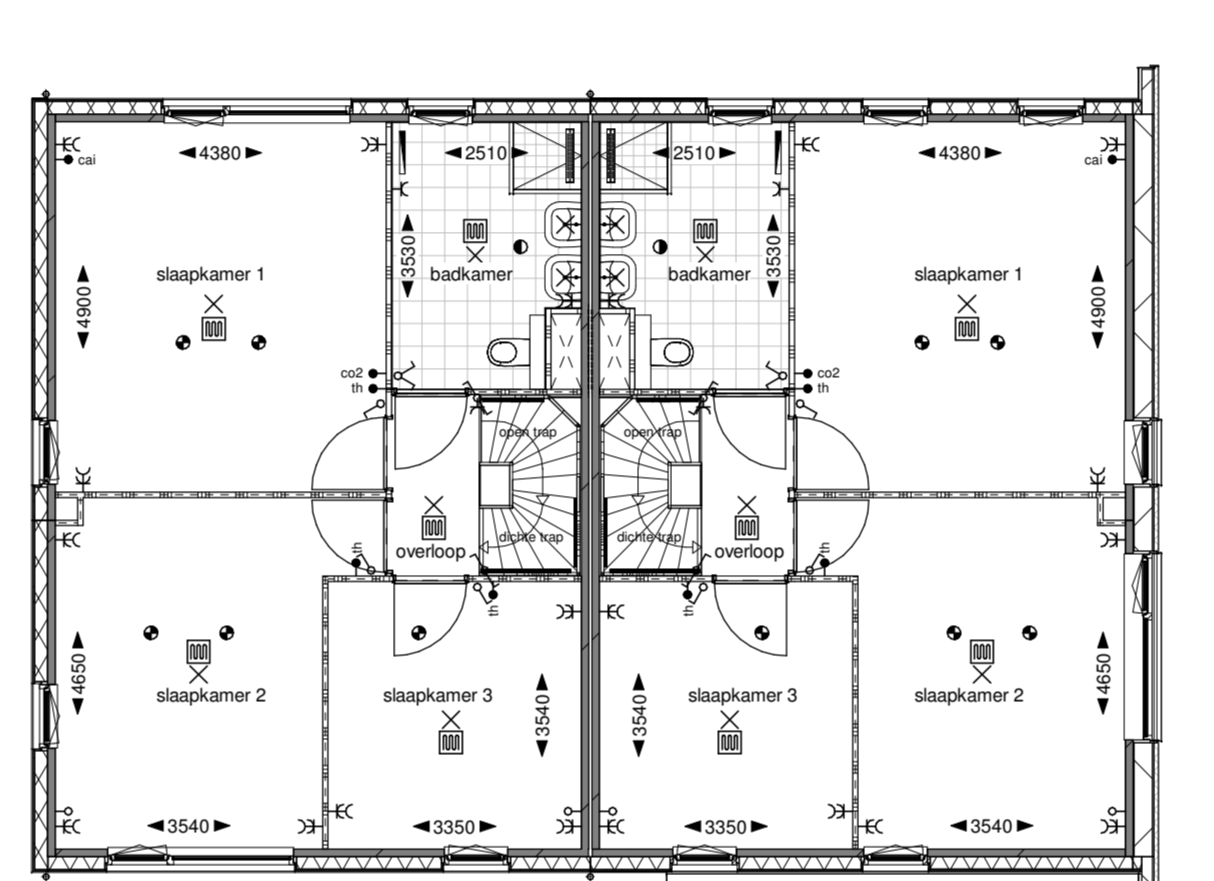 4380
2510
2510
4380
cai
cai
3530
3530
slaapkamer 1
badkamer
badkamer
slaapkamer 1
4900
4900
co2
co2
th
th
open trap
open trap
dichte trap
dichte trap
overloop
overloop
th
th
th
th
4650
4650
slaapkamer 2
slaapkamer 3
slaapkamer 3
slaapkamer 2
3540
3540
3540
3350
3350
3540